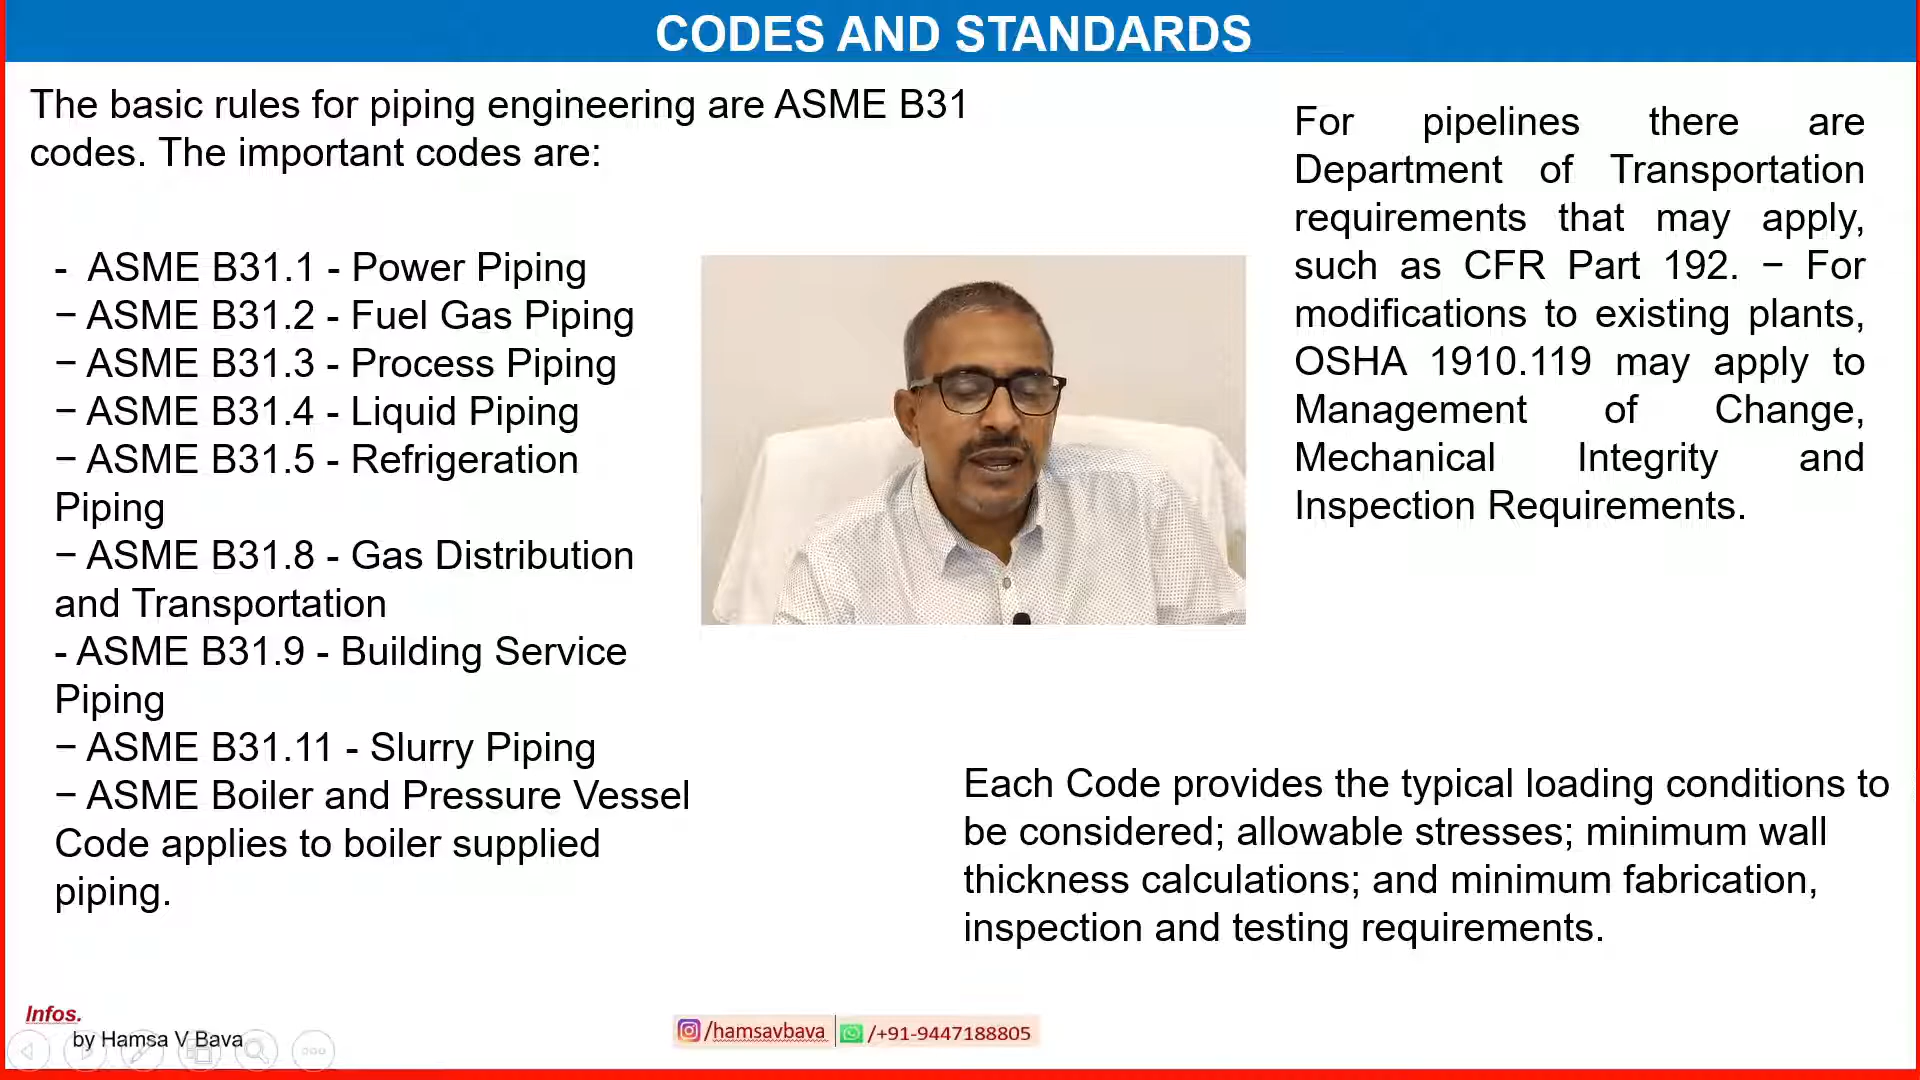 CODES AND STANDARDS
The basic rules for piping engineering are ASME B31
codes. The important codes are:
- ASME B31.1 - Power Piping
− ASME B31.2 - Fuel Gas Piping
− ASME B31.3 - Process Piping
− ASME B31.4 - Liquid Piping
− ASME B31.5 - Refrigeration
Piping
− ASME B31.8 - Gas Distribution
and Transportation
- ASME B31.9 - Building Service
Piping
− ASME B31.11 - Slurry Piping
− ASME Boiler and Pressure Vessel
Code applies to boiler supplied
piping.
For pipelines there are
Department of Transportation
requirements that may apply,
such as CFR Part 192. − For
modifications to existing plants,
OSHA 1910.119 may apply to
Management of Change,
Mechanical Integrity and
Inspection Requirements.
Each Code provides the typical loading conditions to
be considered; allowable stresses; minimum wall
thickness calculations; and minimum fabrication,
inspection and testing requirements.
Infos.
by Hamsa V Bava
/hamsavbava /+91-9447188805